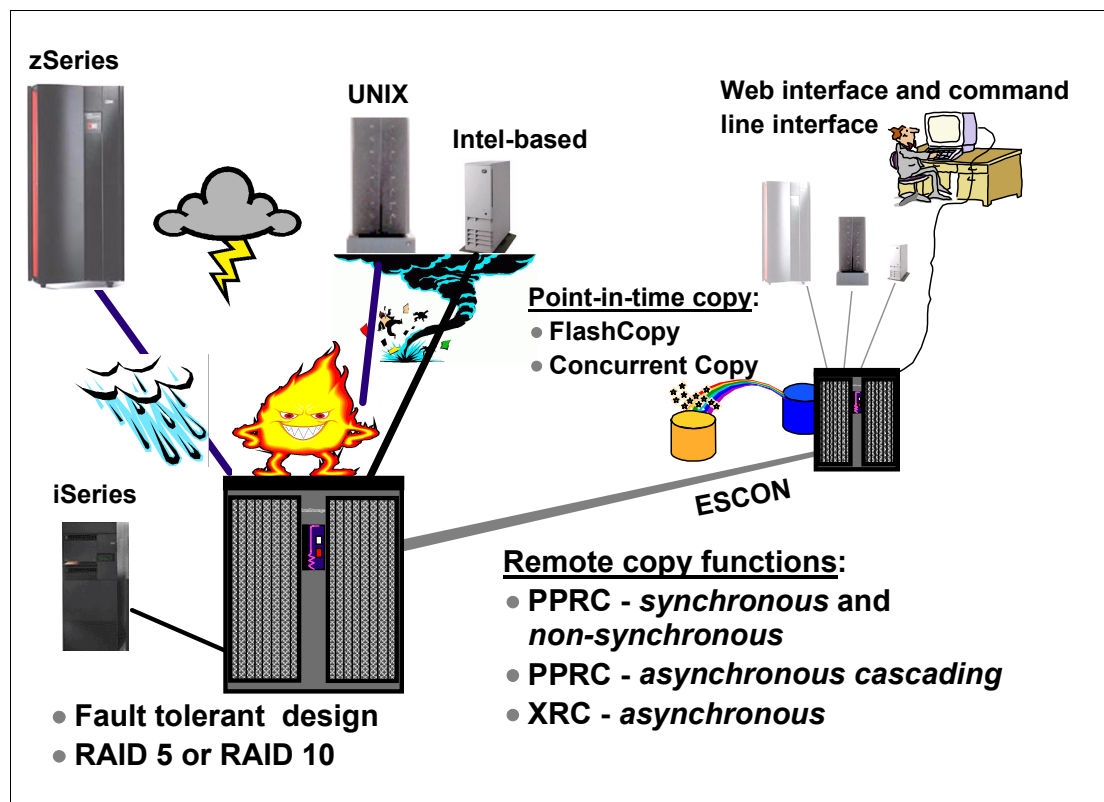 zSeries
UNIX
Intel-based
Web interface and command
line interface
Point-in-time copy:
● FlashCopy
● Concurrent Copy
iSeries
ESCON
Remote copy functions:
● PPRC - synchronous and
non-synchronous
● PPRC - asynchronous cascading
● XRC - asynchronous
● Fault tolerant design
● RAID 5 or RAID 10